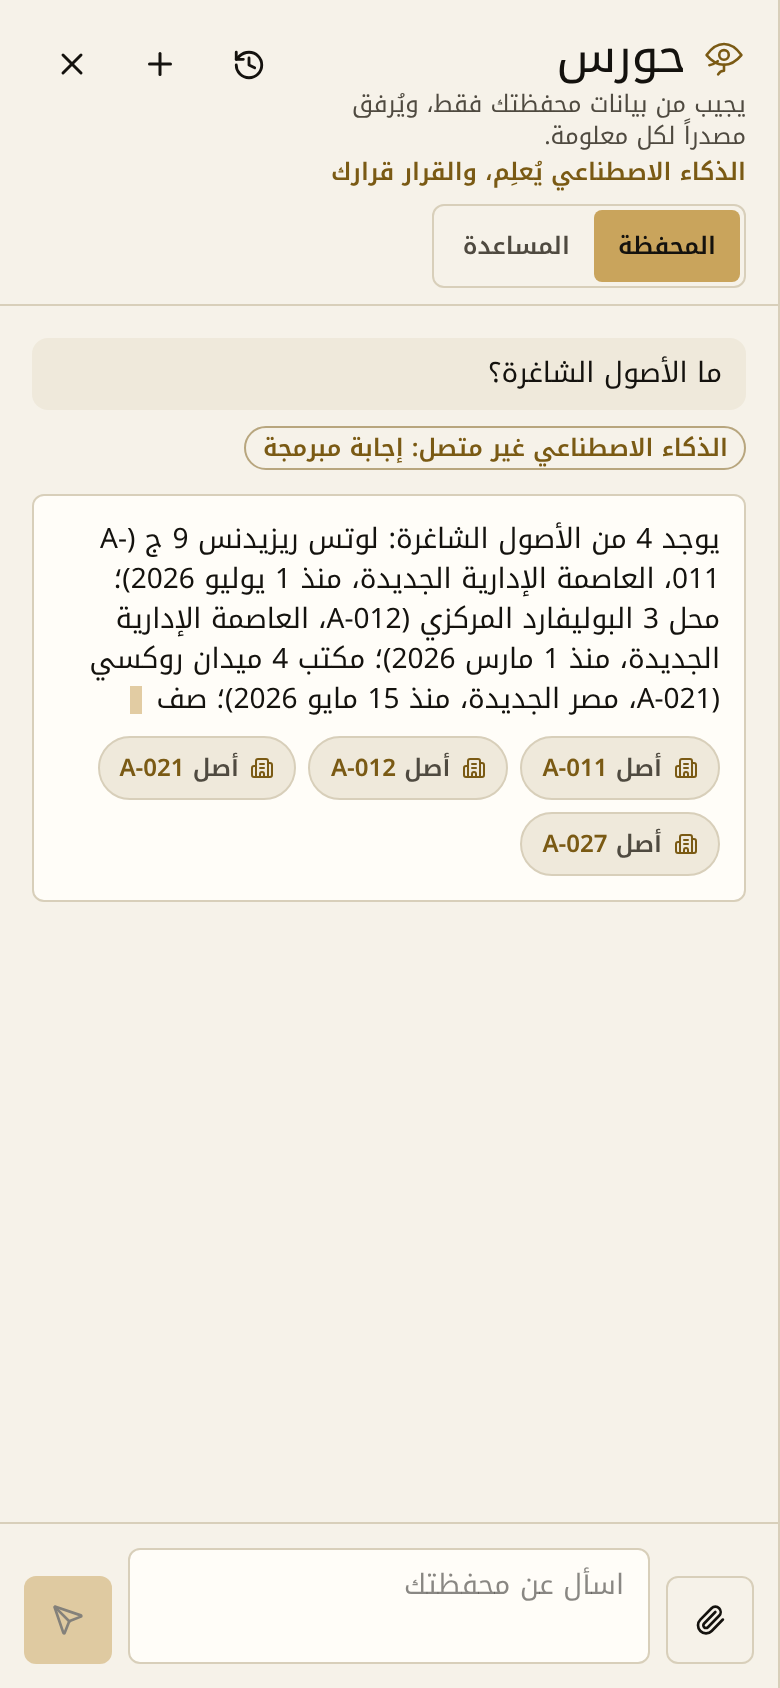 حورس
يجيب من بيانات محفظتك فقط، ويُرفق
مصدراً لكل معلومة.
الذكاء الاصطناعي يُعلِم، والقرار قرارك
المحفظة
المساعدة
ما الأصول الشاغرة؟
الذكاء الاصطناعي غير متصل: إجابة مبرمجة
يوجد 4 من الأصول الشاغرة: لوتس ريزيدنس 9 ج (A-
011، العاصمة الإدارية الجديدة، منذ 1 يوليو 2026)؛
محل 3 البوليفارد المركزي (A-012، العاصمة الإدارية
الجديدة، منذ 1 مارس 2026)؛ مكتب 4 ميدان روكسي
(A-021، مصر الجديدة، منذ 15 مايو 2026)؛ صف
أصل A-011
أصل A-012
أصل A-021
أصل A-027
اسأل عن محفظتك